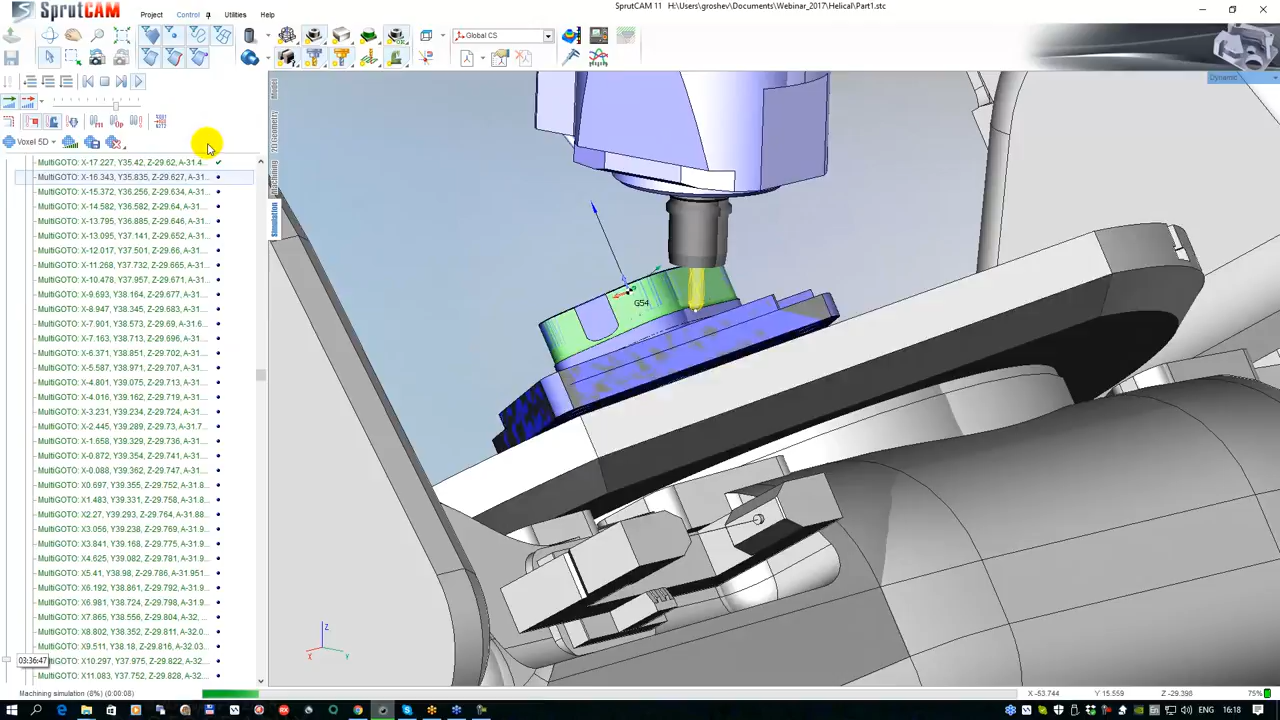 SprutCAM
Project Control Utilities Help
SprutCAM 11 H:\Users\groshev\Documents\Webinar_2017\Helical\Part1.stc
Global CS
Dynamic
Model
2D Geometry
Machining
Simulation
Voxel 5D
MultiGOTO: X-17.227, Y35.42, Z-29.62, A-31.4...
MultiGOTO: X-16.343, Y35.835, Z-29.627, A-31...
MultiGOTO: X-15.372, Y36.256, Z-29.634, A-31...
MultiGOTO: X-14.582, Y36.582, Z-29.64, A-31....
MultiGOTO: X-13.795, Y36.885, Z-29.646, A-31...
MultiGOTO: X-13.095, Y37.141, Z-29.652, A-31...
MultiGOTO: X-12.017, Y37.501, Z-29.66, A-31....
MultiGOTO: X-11.268, Y37.732, Z-29.665, A-31...
MultiGOTO: X-10.478, Y37.957, Z-29.671, A-31...
MultiGOTO: X-9.693, Y38.164, Z-29.677, A-31....
MultiGOTO: X-8.947, Y38.345, Z-29.683, A-31....
MultiGOTO: X-7.901, Y38.573, Z-29.69, A-31.6...
MultiGOTO: X-7.163, Y38.713, Z-29.696, A-31....
MultiGOTO: X-6.371, Y38.851, Z-29.702, A-31....
MultiGOTO: X-5.587, Y38.971, Z-29.707, A-31....
MultiGOTO: X-4.801, Y39.075, Z-29.713, A-31....
MultiGOTO: X-4.016, Y39.162, Z-29.719, A-31....
MultiGOTO: X-3.231, Y39.234, Z-29.724, A-31....
MultiGOTO: X-2.445, Y39.289, Z-29.73, A-31.7...
MultiGOTO: X-1.658, Y39.329, Z-29.736, A-31....
MultiGOTO: X-0.872, Y39.354, Z-29.741, A-31....
MultiGOTO: X-0.088, Y39.362, Z-29.747, A-31....
MultiGOTO: X0.697, Y39.355, Z-29.752, A-31.8...
MultiGOTO: X1.483, Y39.331, Z-29.758, A-31.8...
MultiGOTO: X2.27, Y39.293, Z-29.764, A-31.88...
MultiGOTO: X3.056, Y39.238, Z-29.769, A-31.9...
MultiGOTO: X3.841, Y39.168, Z-29.775, A-31.9...
MultiGOTO: X4.625, Y39.082, Z-29.781, A-31.9...
MultiGOTO: X5.41, Y38.98, Z-29.786, A-31.951...
MultiGOTO: X6.192, Y38.861, Z-29.792, A-31.9...
MultiGOTO: X6.981, Y38.724, Z-29.798, A-31.9...
MultiGOTO: X7.865, Y38.556, Z-29.804, A-32, ...
MultiGOTO: X8.802, Y38.352, Z-29.811, A-32.0...
MultiGOTO: X9.511, Y38.18, Z-29.816, A-32.03...
MultiGOTO: X10.297, Y37.975, Z-29.822, A-32....
MultiGOTO: X11.083, Y37.752, Z-29.828, A-32....
03:36:47
G54
Z
X
Y
Machining simulation (8%) (0:00:08)
X -53.744 Y 15.559 Z -29.398 75%
ENG 16:18